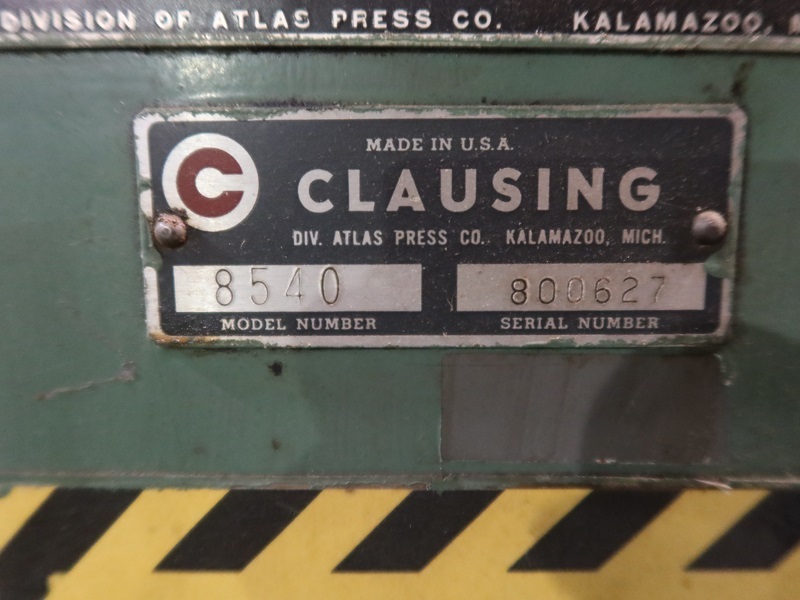 DIVISION OF ATLAS PRESS CO. KALAMAZOO,
MADE IN U.S.A.
C CLAUSING
DIV. ATLAS PRESS CO. KALAMAZOO, MICH.
8540 800627
MODEL NUMBER SERIAL NUMBER